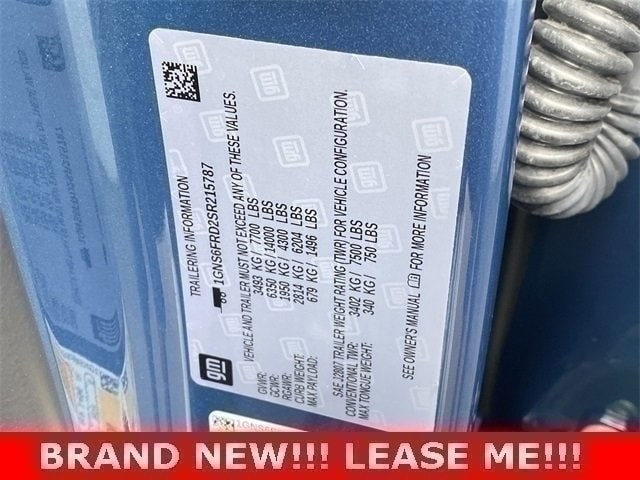 TRAILERING INFORMATION
1GNS6FRD2SR215787
gm
VEHICLE AND TRAILER MUST NOT EXCEED ANY OF THESE VALUES.
GVWR: 3493 KG/ 7700 LBS
GCWR: 6350 KG/ 14000 LBS
RGAWR: 1950 KG/ 4300 LBS
CURB WEIGHT: 2814 KG/ 6204 LBS
MAX PAYLOAD: 679 KG/ 1496 LBS
SAE J2807 TRAILER WEIGHT RATING (TWR) FOR VEHICLE CONFIGURATION.
CONVENTIONAL TWR: 3402 KG/ 7500 LBS
MAX TONGUE WEIGHT: 340 KG/ 750 LBS
SEE OWNER'S MANUAL FOR MORE INFORMATION
BRAND NEW!!! LEASE ME!!!